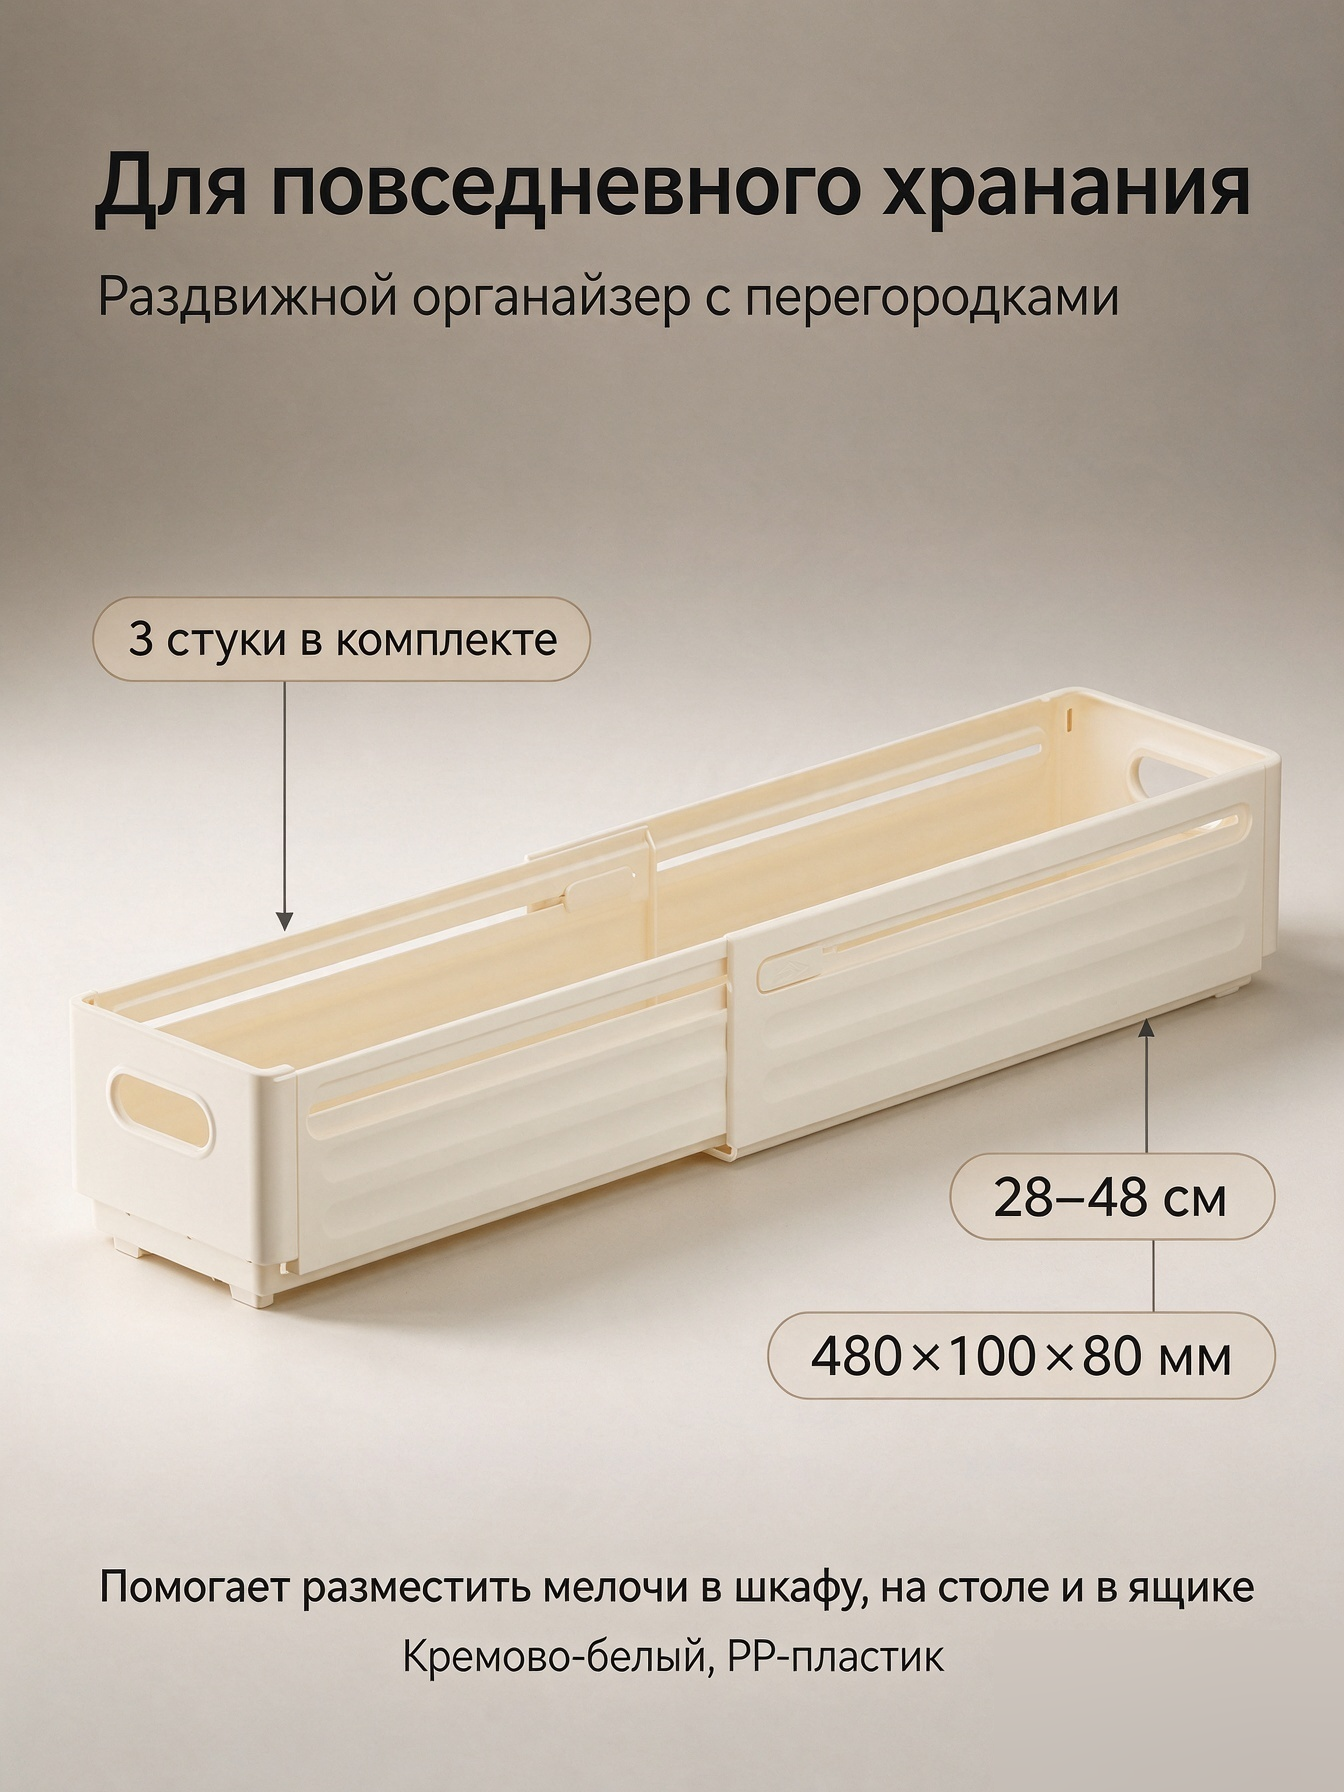 Для повседневного хранания
Раздвижной органайзер с перегородками
3 стуки в комплекте
28–48 см
480×100×80 мм
Помогает разместить мелочи в шкафу, на столе и в ящике
Кремово-белый, PP-пластик